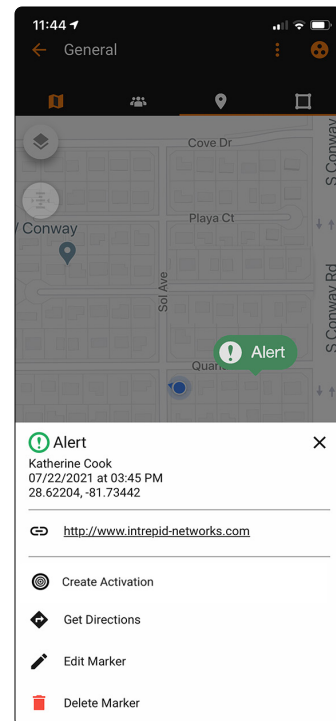 11:44
General
Cove Dr
S Conway
Playa Ct
Conway
Sol Ave
S Conway Rd
Alert
Alert
Katherine Cook
07/22/2021 at 03:45 PM
28.62204, -81.73442
http://www.intrepid-networks.com
Create Activation
Get Directions
Edit Marker
Delete Marker